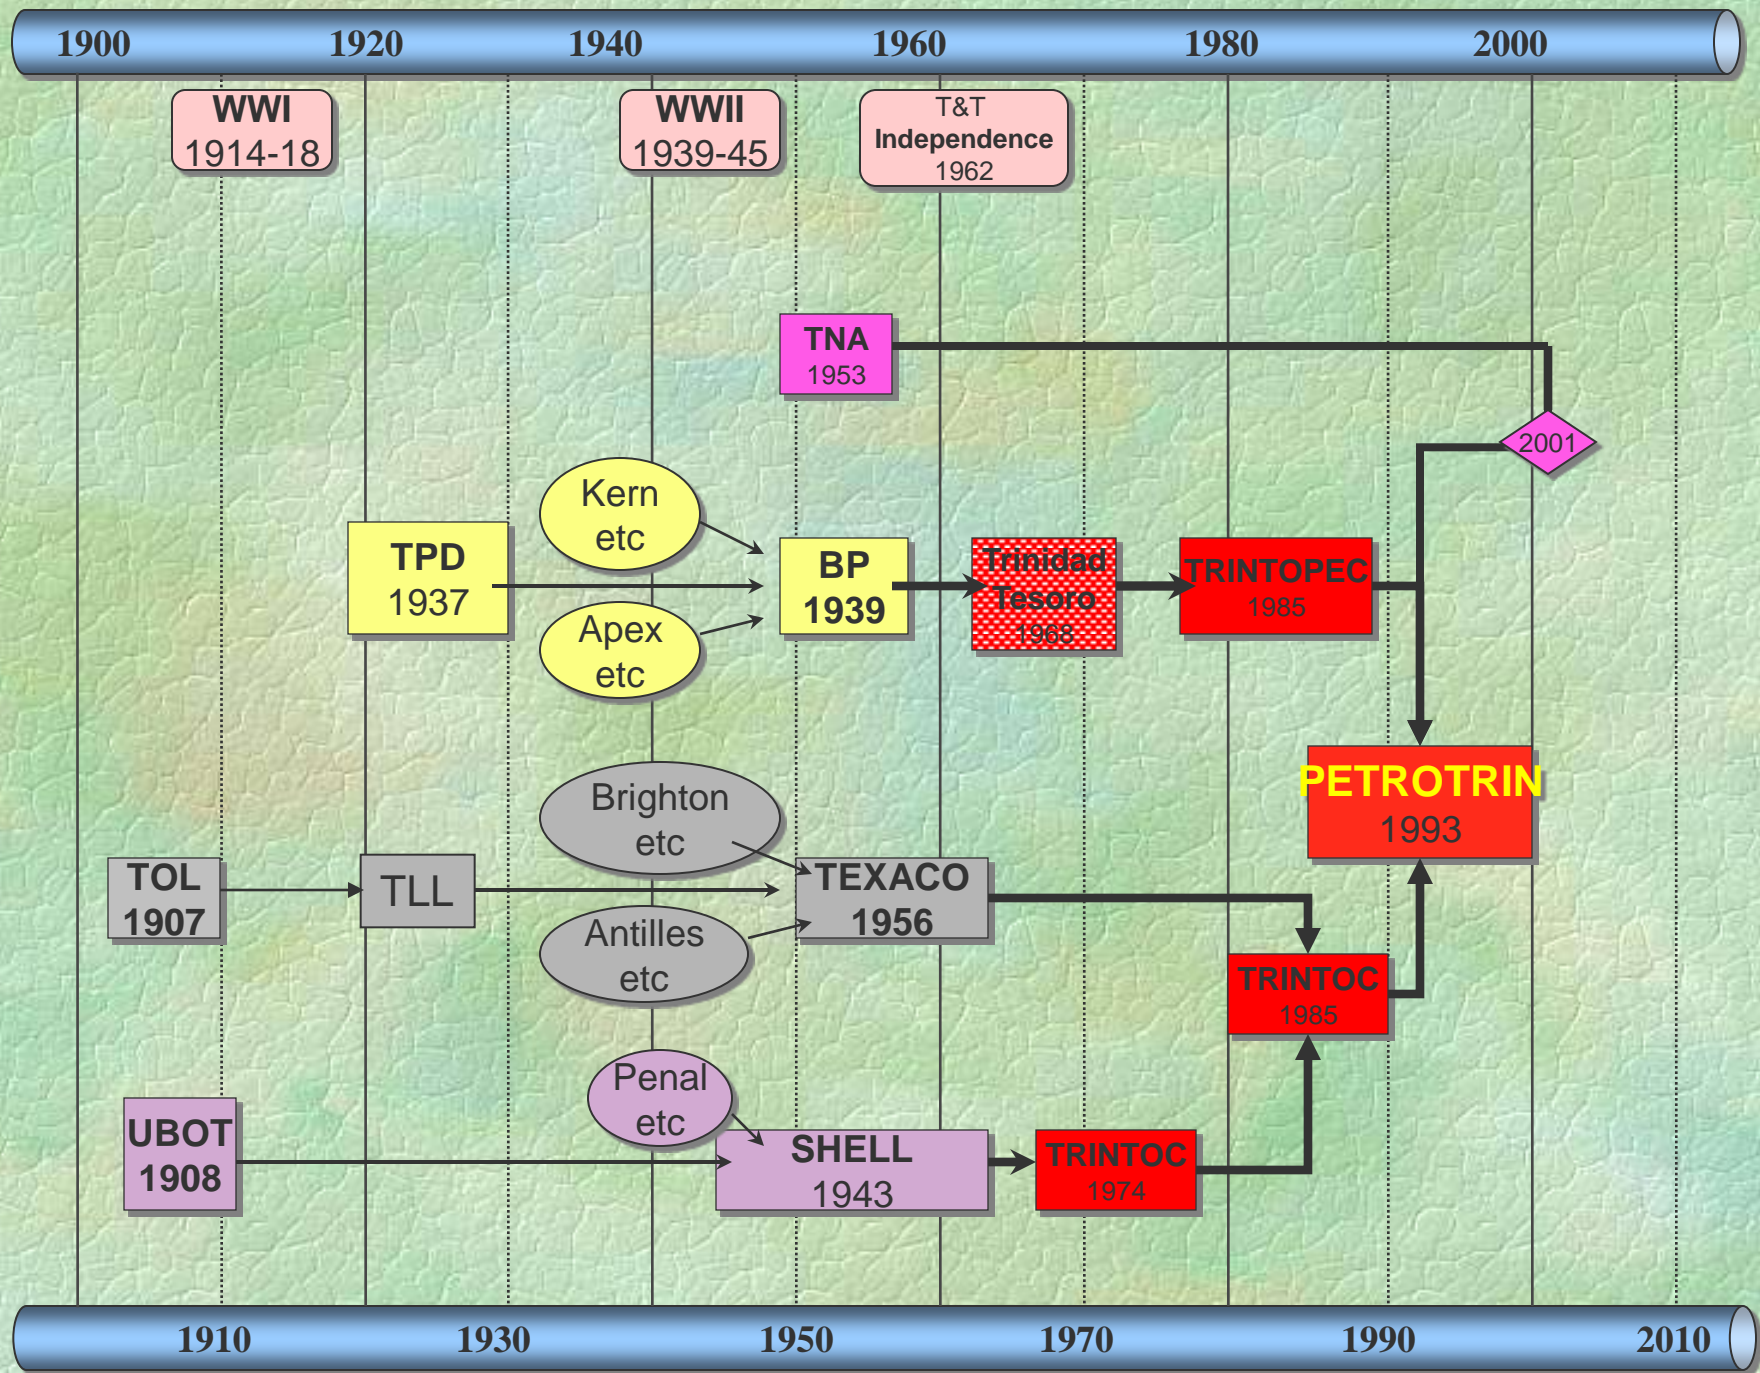 1900 1920 1940 1960 1980 2000
WWI
1914-18
WWII
1939-45
T&T
Independence
1962
TNA
1953
2001
Kern
etc
TPD
1937
Apex
etc
BP
1939
Trinidad
Tesoro
1968
TRINTOPEC
1985
PETROTRIN
1993
Brighton
etc
TOL
1907
TLL
Antilles
etc
TEXACO
1956
TRINTOC
1985
Penal
etc
UBOT
1908
SHELL
1943
TRINTOC
1974
1910 1930 1950 1970 1990 2010